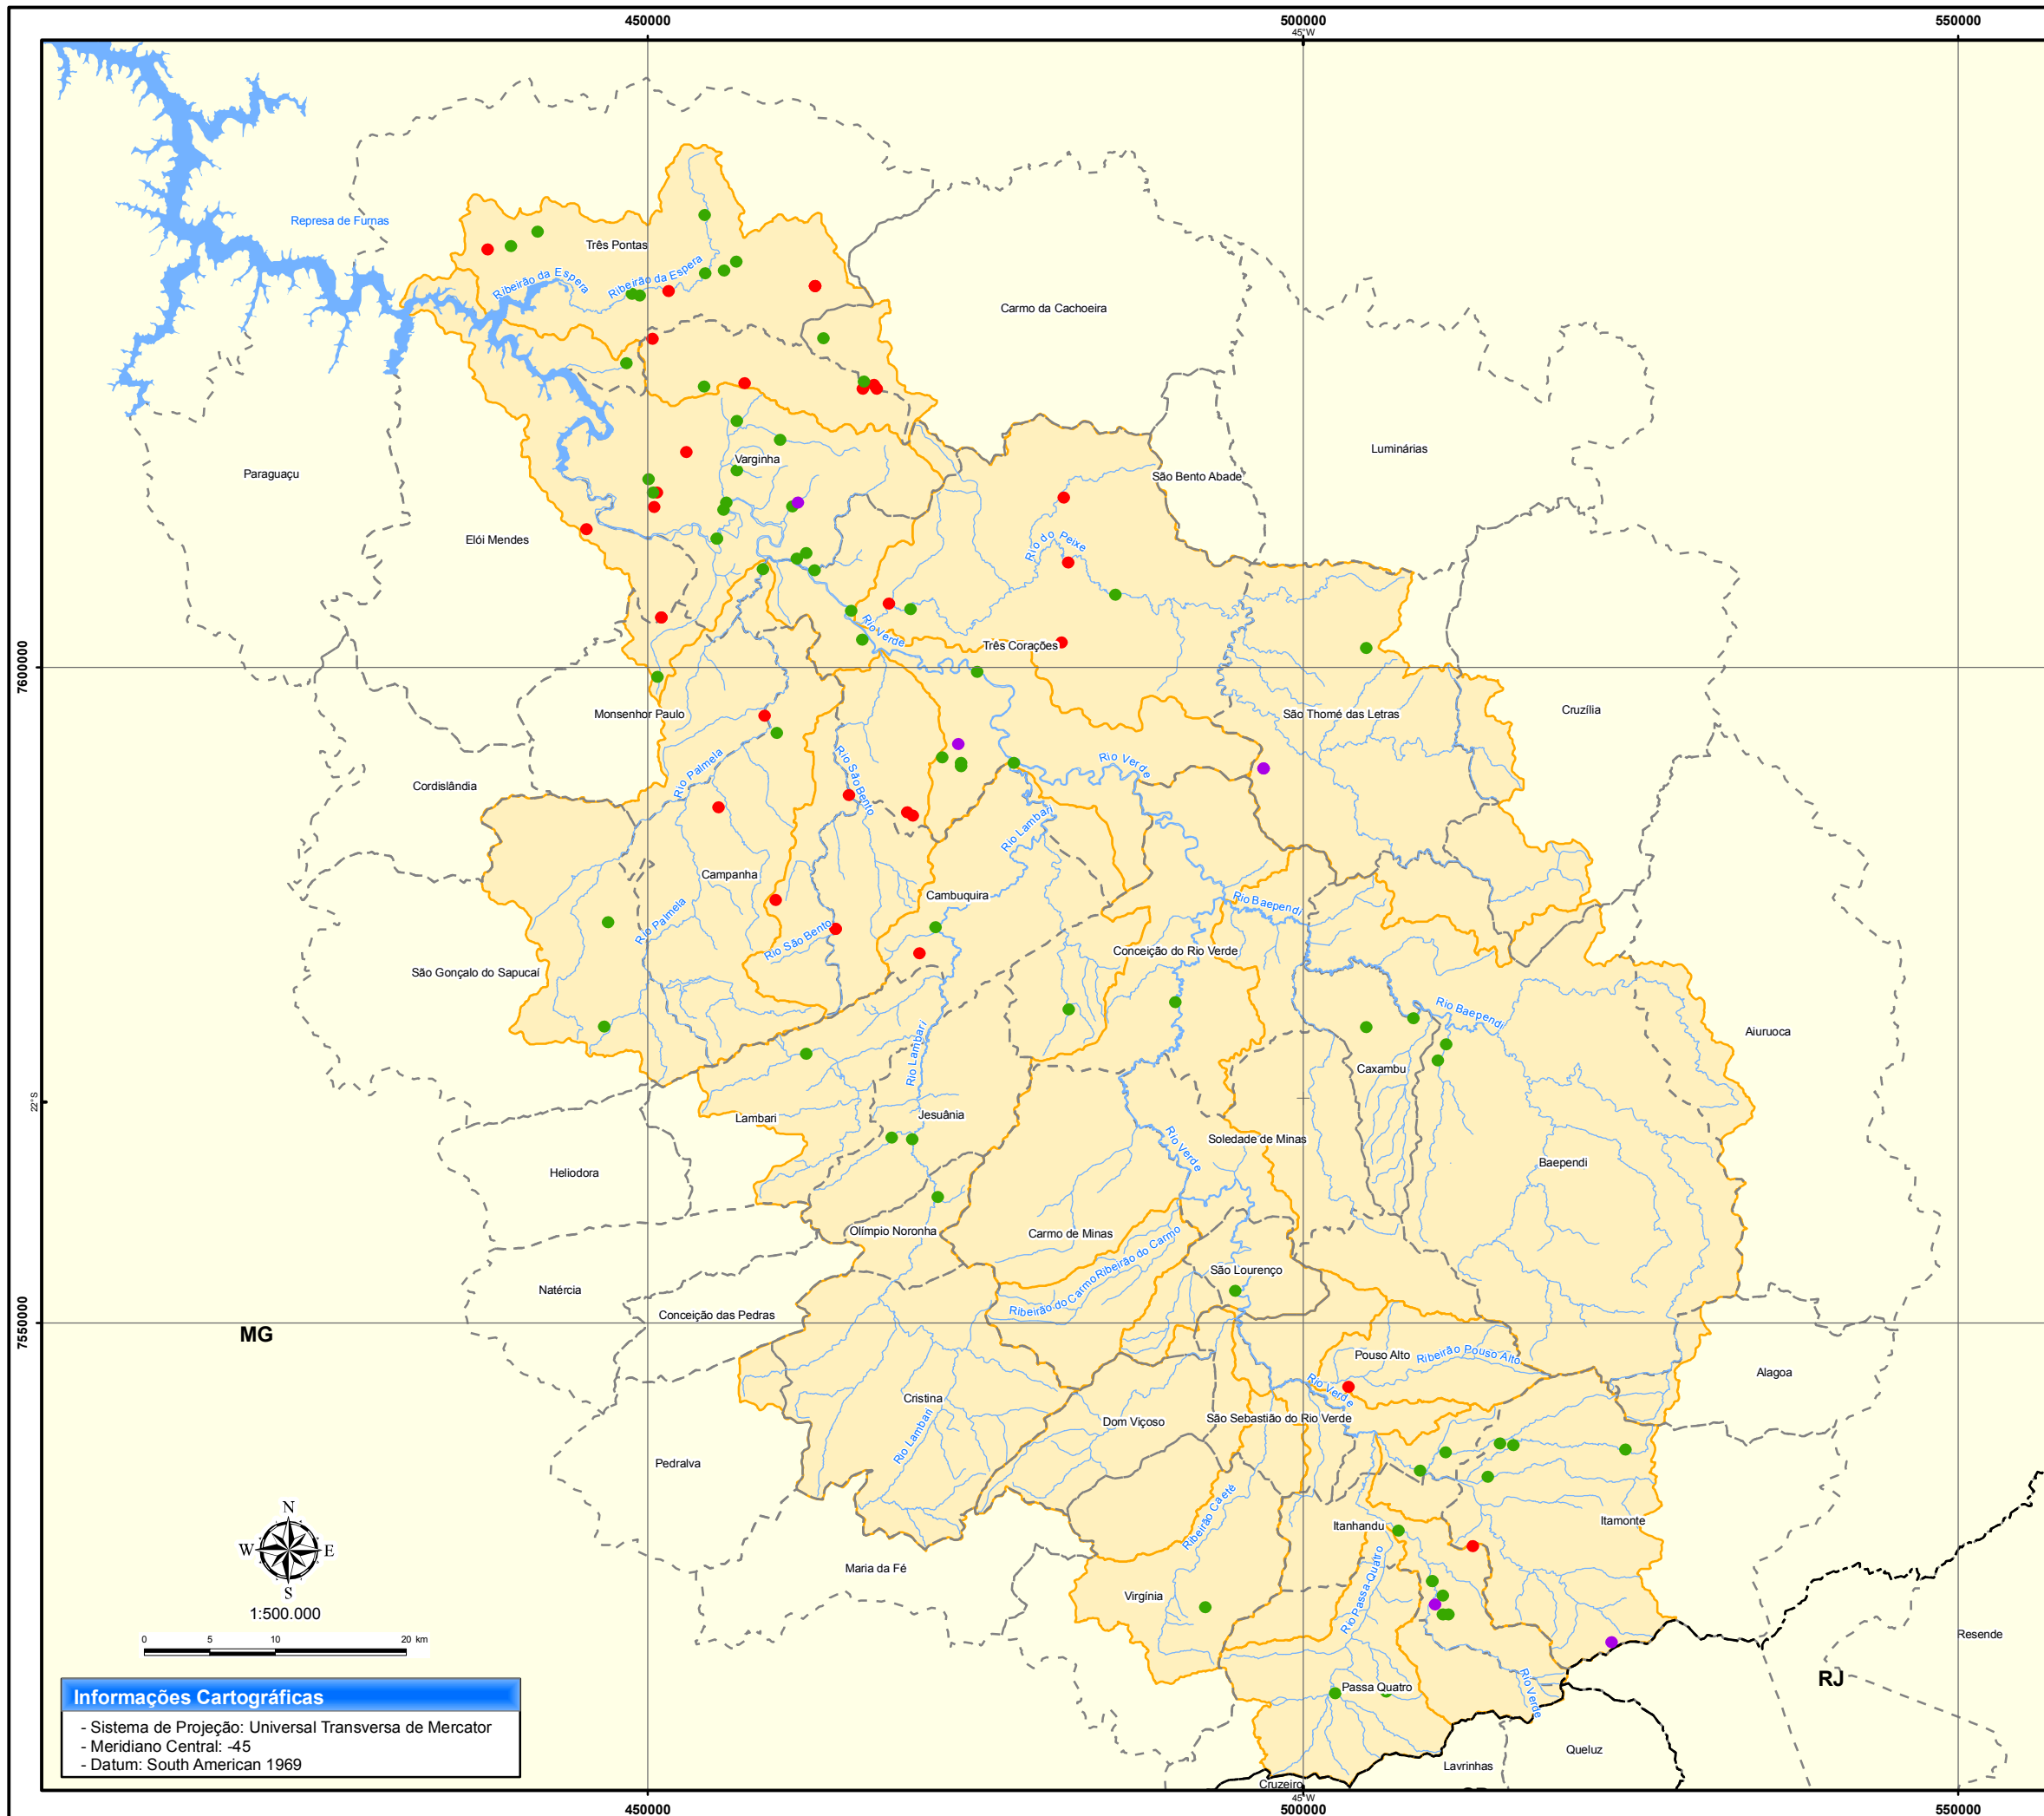 450000
500000
550000
45°W
Represa de Furnas
Três Pontas
Ribeirão da Espera
Ribeirão da Espera
Carmo da Cachoeira
Luminárias
Varginha
São Bento Abade
Paraguaçu
Elói Mendes
Rio do Peixe
Rio Verde
Três Corações
7600000
Monsenhor Paulo
São Thomé das Letras
Cruzília
Rio Palmela
Rio São Bento
Rio Verde
Cordislândia
Rio Lambari
Campanha
Cambuquira
Rio Baependi
Rio Palmela
Rio São Bento
Conceição do Rio Verde
São Gonçalo do Sapucaí
Rio Baependi
Aiuruoca
Rio Lambari
Caxambu
22°S
Lambari
Jesuânia
Rio Verde
Soledade de Minas
Baependi
Heliodora
Olímpio Noronha
Carmo de Minas
Ribeirão do Carmo
Ribeirão do Carmo
São Lourenço
Natércia
Conceição das Pedras
7550000
MG
Pouso Alto
Ribeirão Pouso Alto
Alagoa
Rio Verde
Cristina
Rio Lambari
Dom Viçoso
São Sebastião do Rio Verde
Pedralva
Ribeirão Caeté
Itanhandu
Itamonte
Maria da Fé
Virgínia
Rio Passa Quatro
Resende
RJ
Passa Quatro
Rio Verde
Queluz
Lavrinhas
Cruzeiro
N
W
E
S
1:500.000
0 5 10 20 km
Informações Cartográficas
- Sistema de Projeção: Universal Transversa de Mercator
- Meridiano Central: -45
- Datum: South American 1969
45°W
450000
500000
550000